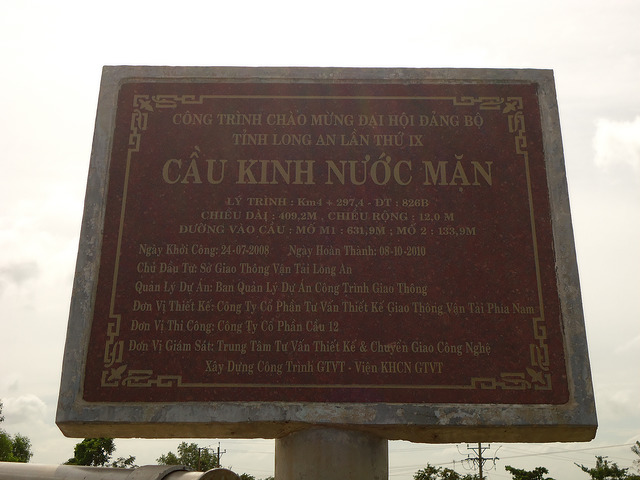 CÔNG TRÌNH CHÀO MỪNG ĐẠI HỘI ĐẢNG BỘ
TỈNH LONG AN LẦN THỨ IX
CẦU KINH NƯỚC MẶN
LÝ TRÌNH : Km4 + 297,4 - ĐT : 826B
CHIỀU DÀI : 409,2M , CHIỀU RỘNG : 12,0 M
ĐƯỜNG VÀO CẦU : MỐ M1 : 631,9M , MỐ 2 : 133,9M
Ngày Khởi Công: 24-07-2008 Ngày Hoàn Thành: 08-10-2010
Chủ Đầu Tư: Sở Giao Thông Vận Tải Long An
Quản Lý Dự Án: Ban Quản Lý Dự Án Công Trình Giao Thông
Đơn Vị Thiết Kế: Công Ty Cổ Phần Tư Vấn Thiết Kế Giao Thông Vận Tải Phía Nam
Đơn Vị Thi Công: Công Ty Cổ Phần Cầu 12
Đơn Vị Giám Sát: Trung Tâm Tư Vấn Thiết Kế & Chuyển Giao Công Nghệ
Xây Dựng Công Trình GTVT - Viện KHCN GTVT